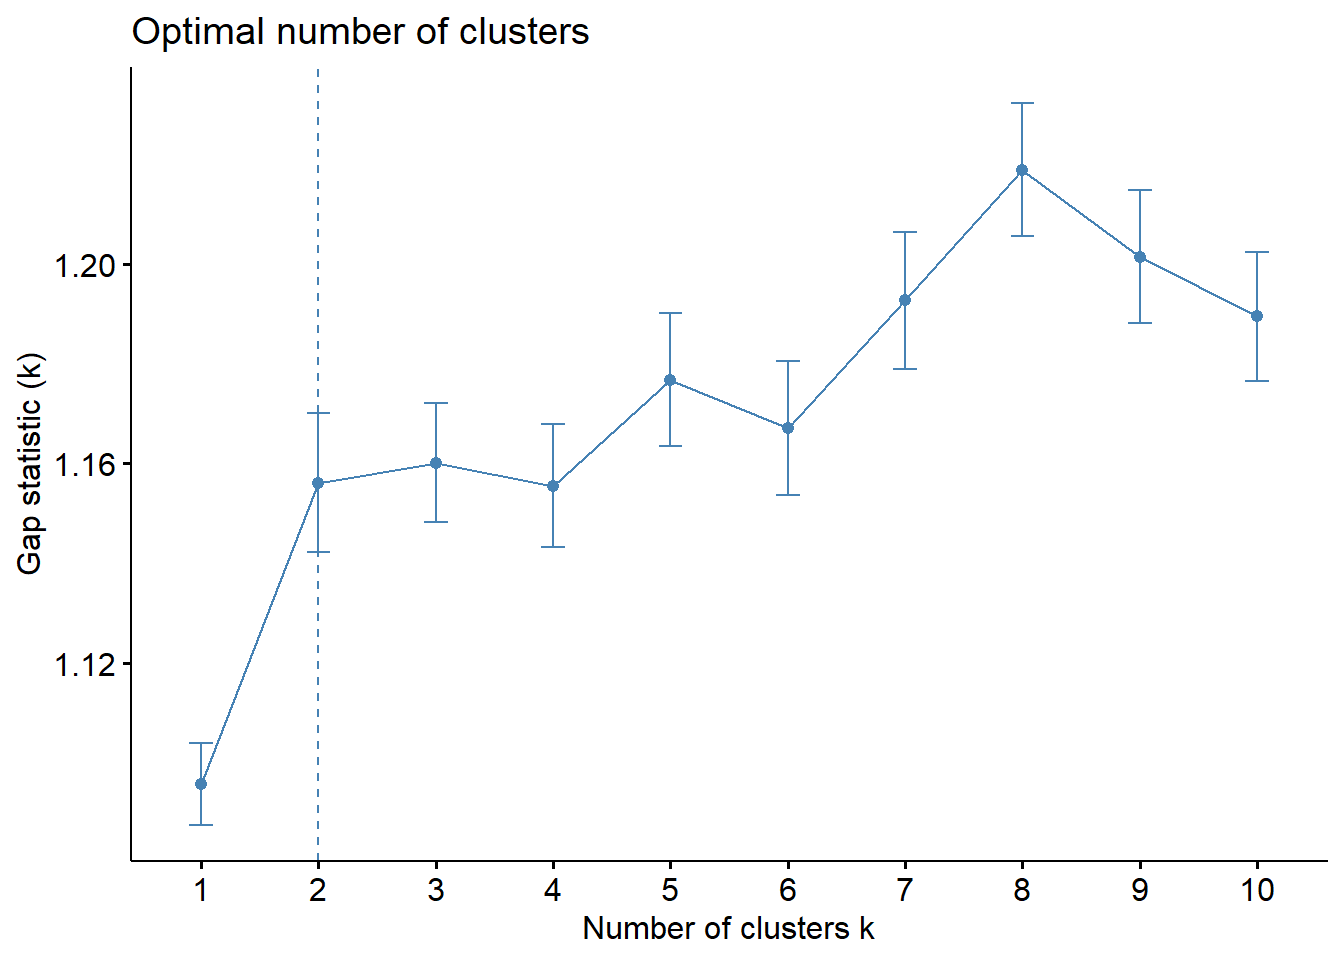 Optimal number of clusters
Gap statistic (k)
1.20
1.16
1.12
1 2 3 4 5 6 7 8 9 10
Number of clusters k